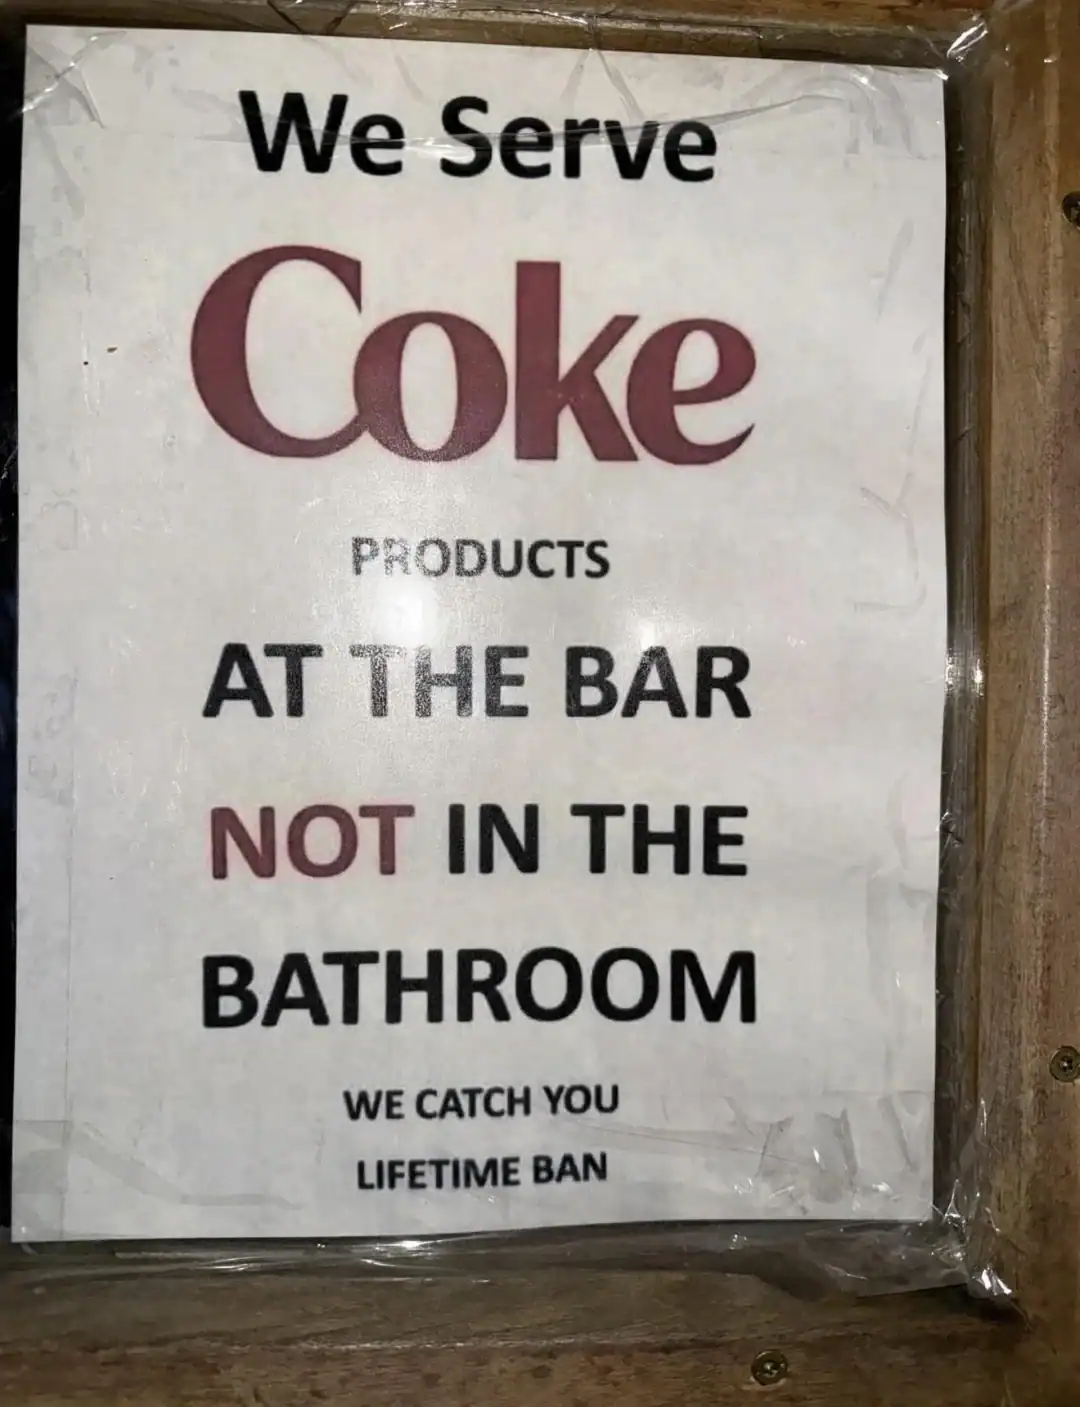 We Serve
Coke
PRODUCTS
AT THE BAR
NOT IN THE
BATHROOM
WE CATCH YOU
LIFETIME BAN